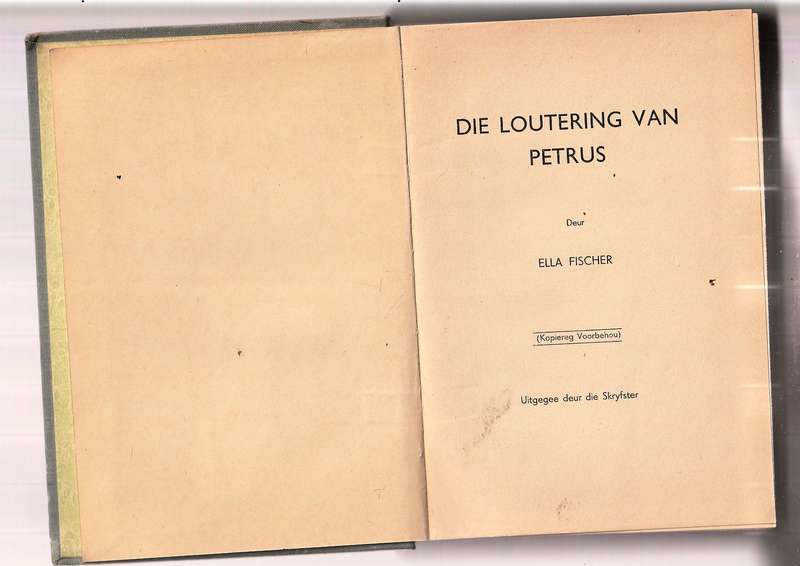 DIE LOUTERING VAN
PETRUS
Deur
ELLA FISCHER
(Kopiereg Voorbehou)
Uitgegee deur die Skryfster